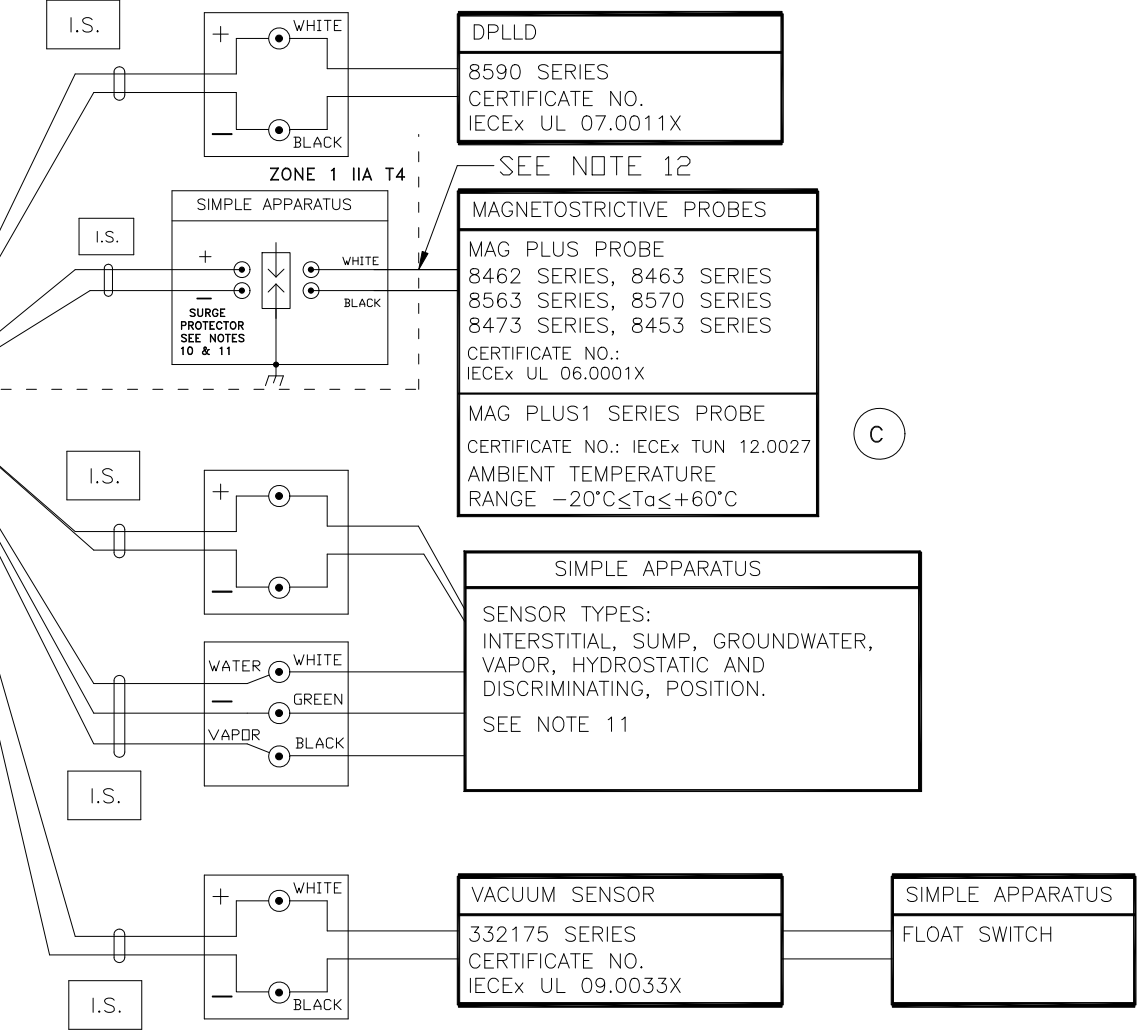 I.S.
+
WHITE
−
BLACK
DPLLD
8590 SERIES
CERTIFICATE NO.
IECEx UL 07.0011X
ZONE 1 IIA T4
SEE NOTE 12
SIMPLE APPARATUS
I.S.
+
WHITE
−
BLACK
SURGE
PROTECTOR
SEE NOTES
10 & 11
MAGNETOSTRICTIVE PROBES
MAG PLUS PROBE
8462 SERIES, 8463 SERIES
8563 SERIES, 8570 SERIES
8473 SERIES, 8453 SERIES
CERTIFICATE NO.:
IECEx UL 06.0001X
MAG PLUS1 SERIES PROBE
CERTIFICATE NO.: IECEx TUN 12.0027
AMBIENT TEMPERATURE
RANGE −20°C≤Ta≤+60°C
C
I.S.
+
−
SIMPLE APPARATUS
SENSOR TYPES:
INTERSTITIAL, SUMP, GROUNDWATER,
VAPOR, HYDROSTATIC AND
DISCRIMINATING, POSITION.
SEE NOTE 11
WATER
WHITE
−
GREEN
VAPOR
BLACK
I.S.
+
WHITE
−
BLACK
I.S.
VACUUM SENSOR
332175 SERIES
CERTIFICATE NO.
IECEx UL 09.0033X
SIMPLE APPARATUS
FLOAT SWITCH